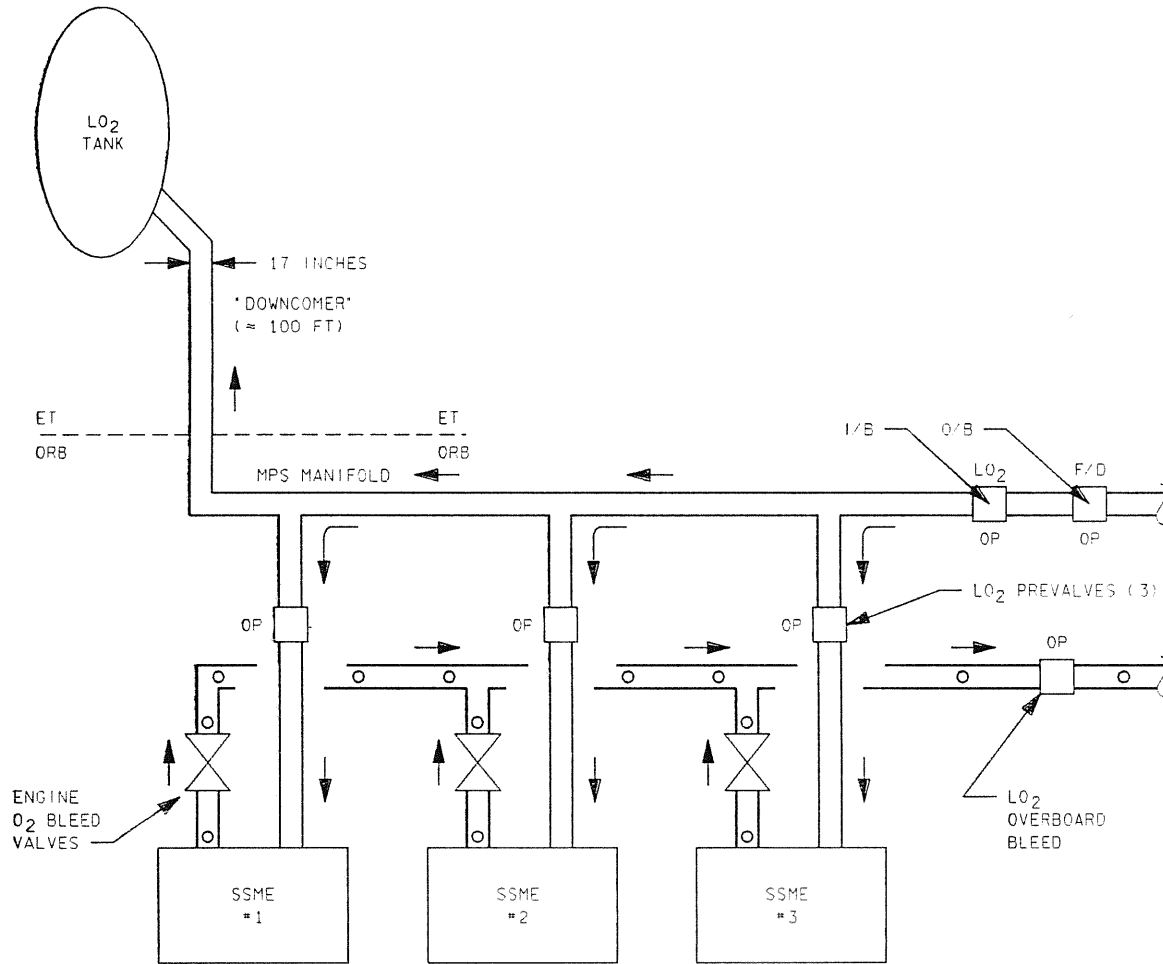 LO2
TANK
17 INCHES
"DOWNCOMER"
(≈ 100 FT)
ET
ET
ORB
ORB
I/B
O/B
MPS MANIFOLD
LO2
F/D
OP
OP
LO2 PREVALVES (3)
OP
OP
OP
OP
ENGINE
O2 BLEED
VALVES
LO2
OVERBOARD
BLEED
SSME
#1
SSME
#2
SSME
#3